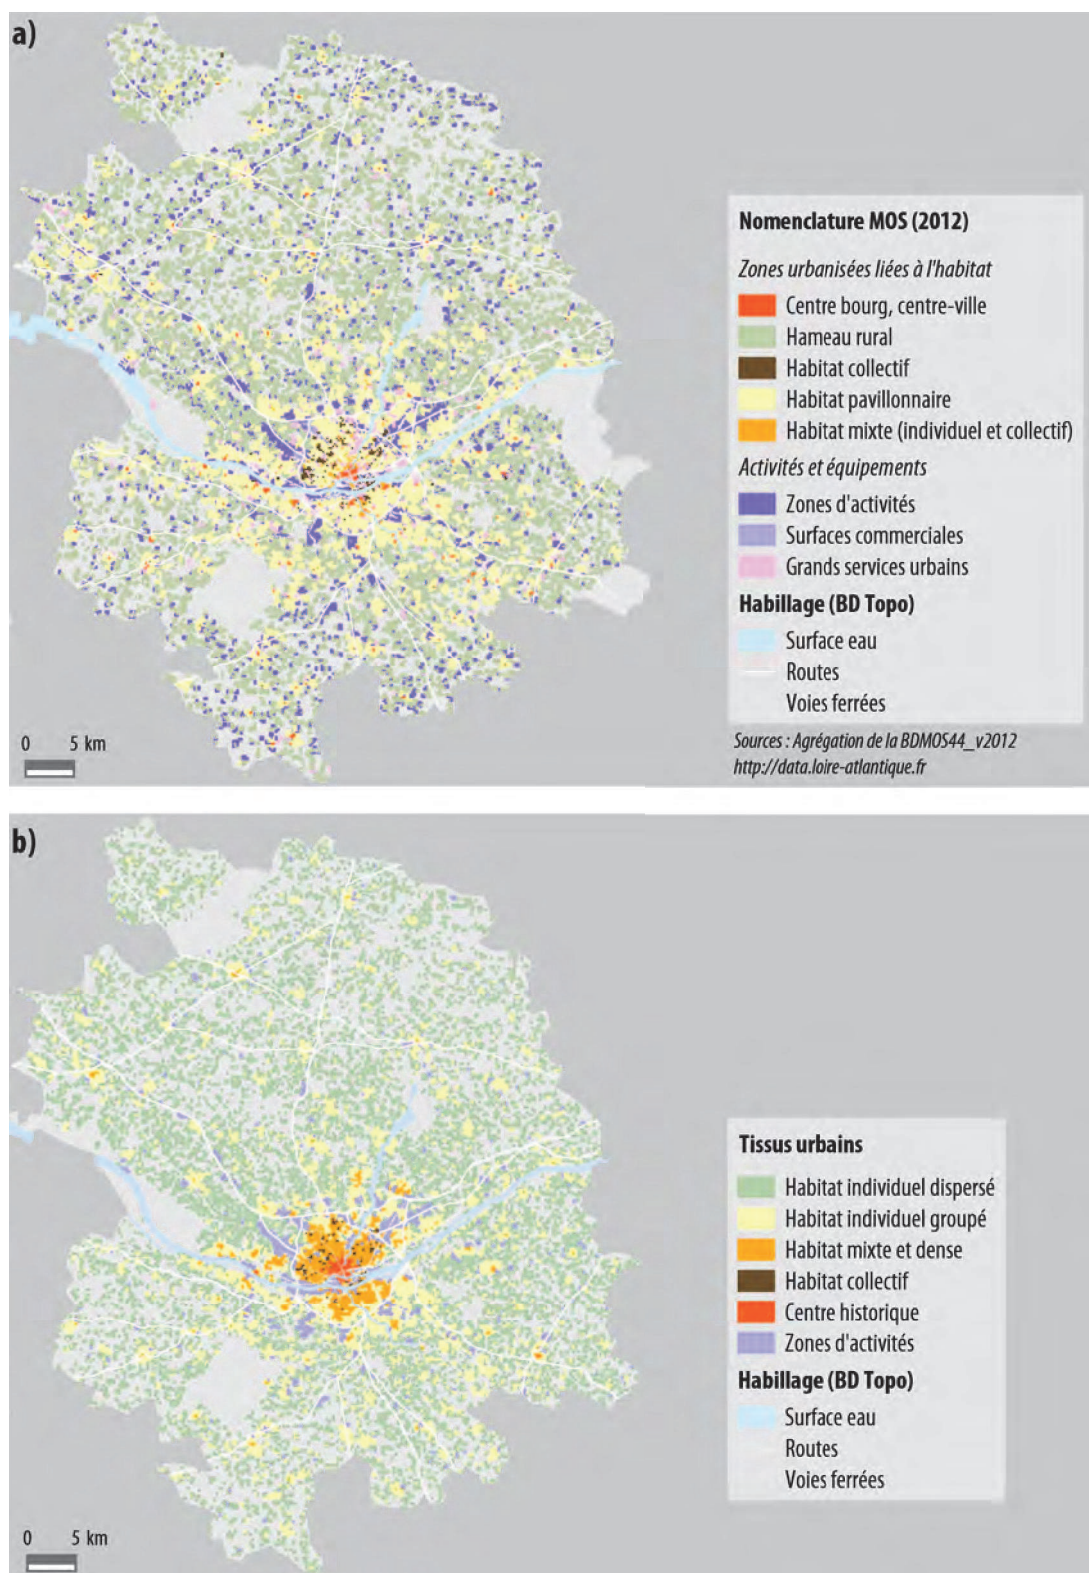 a)
Nomenclature MOS (2012)
Zones urbanisées liées à l'habitat
Centre bourg, centre-ville
Hameau rural
Habitat collectif
Habitat pavillonnaire
Habitat mixte (individuel et collectif)
Activités et équipements
Zones d'activités
Surfaces commerciales
Grands services urbains
Habillage (BD Topo)
Surface eau
Routes
Voies ferrées
0 5 km
Sources : Agrégation de la BDMOS44_v2012
http://data.loire-atlantique.fr
b)
Tissus urbains
Habitat individuel dispersé
Habitat individuel groupé
Habitat mixte et dense
Habitat collectif
Centre historique
Zones d'activités
Habillage (BD Topo)
Surface eau
Routes
Voies ferrées
0 5 km